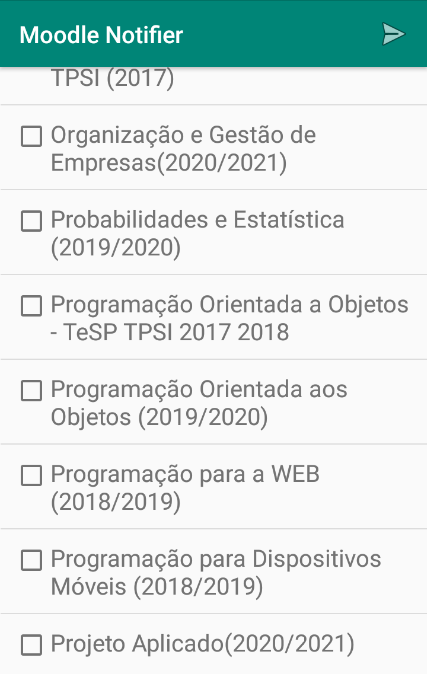 Moodle Notifier
TPSI (2017)
Organização e Gestão de
Empresas(2020/2021)
Probabilidades e Estatística
(2019/2020)
Programação Orientada a Objetos
- TeSP TPSI 2017 2018
Programação Orientada aos
Objetos (2019/2020)
Programação para a WEB
(2018/2019)
Programação para Dispositivos
Móveis (2018/2019)
Projeto Aplicado(2020/2021)